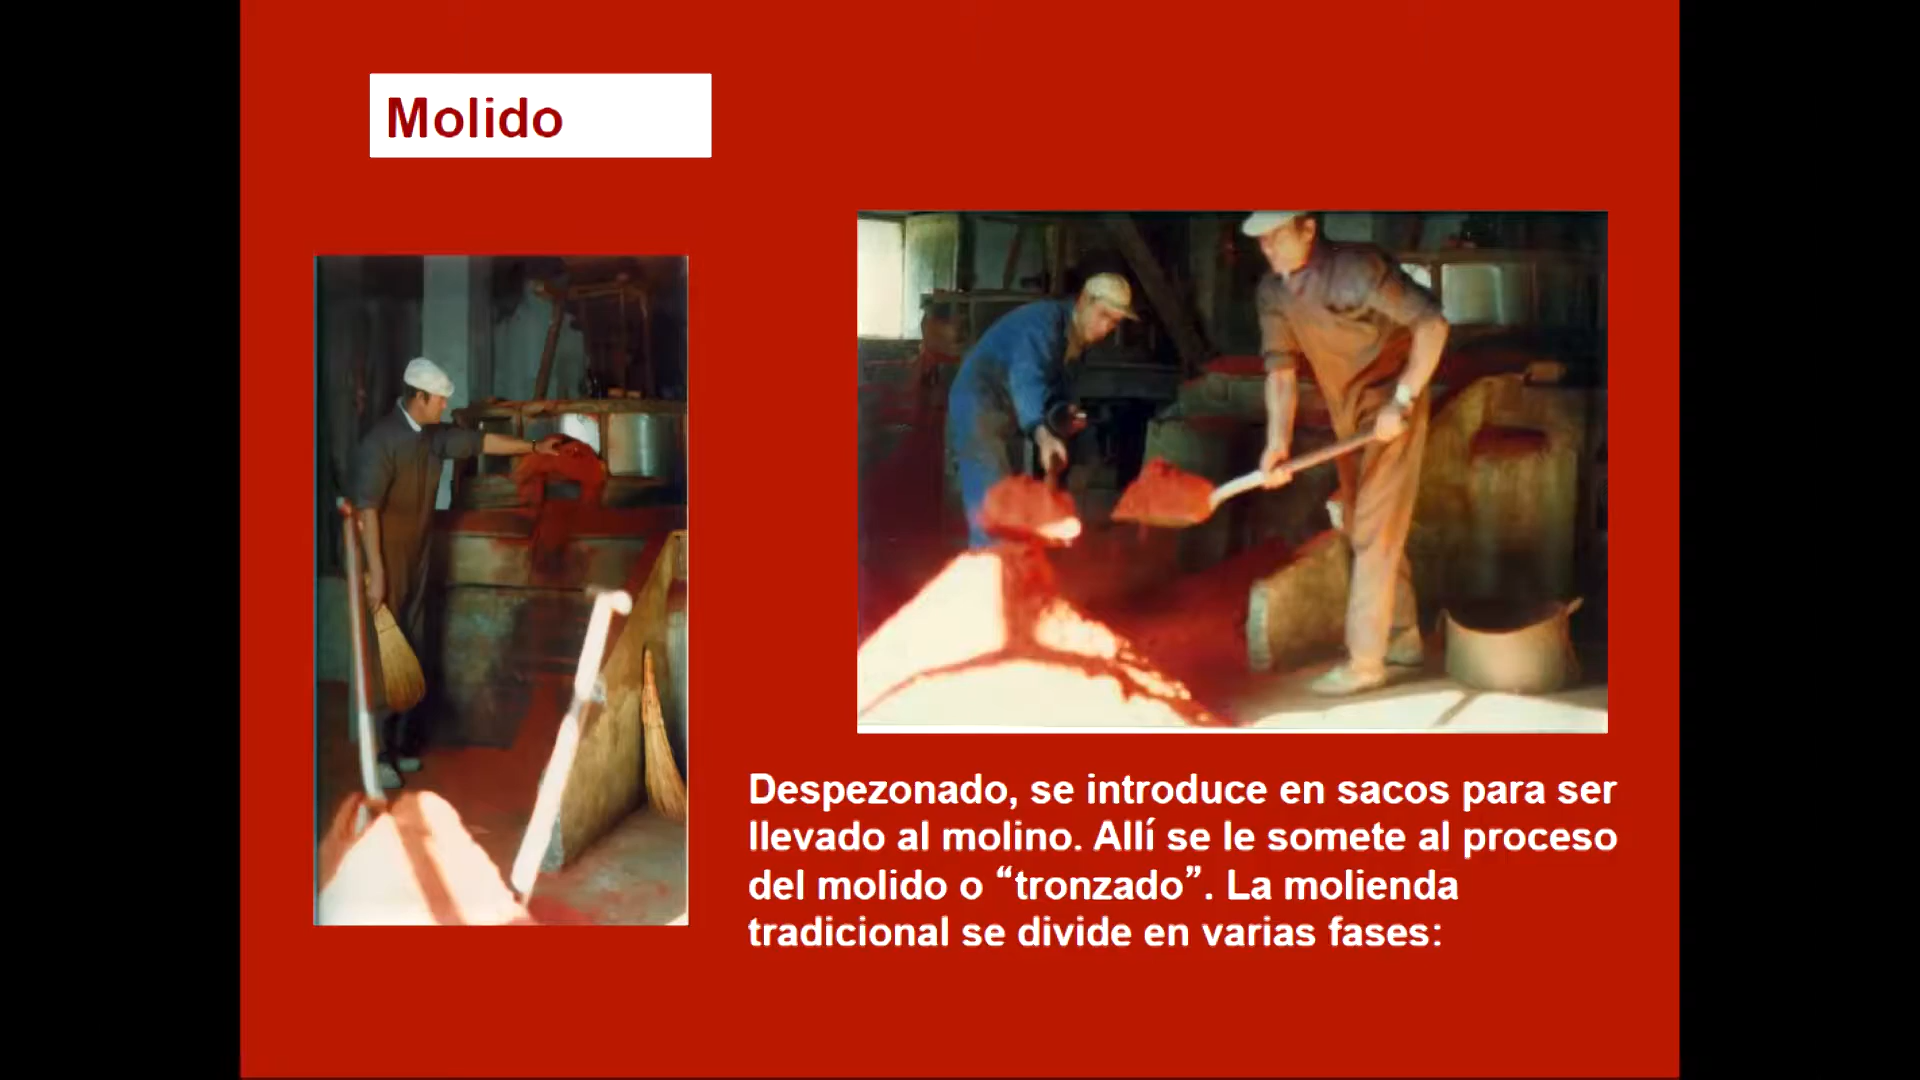 Molido
Despezonado, se introduce en sacos para ser
llevado al molino. Allí se le somete al proceso
del molido o “tronzado”. La molienda
tradicional se divide en varias fases: